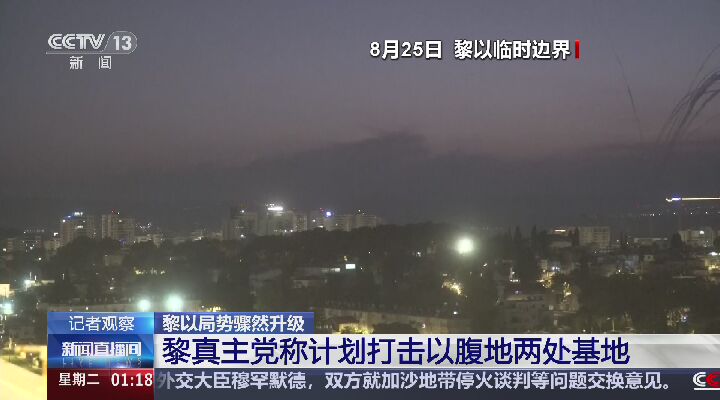 CCTV 13
新闻
8月25日 黎以临时边界
记者观察
黎以局势骤然升级
新闻直播间
黎真主党称计划打击以腹地两处基地
星期二 01:18 外交大臣穆罕默德,双方就加沙地带停火谈判等问题交换意见。